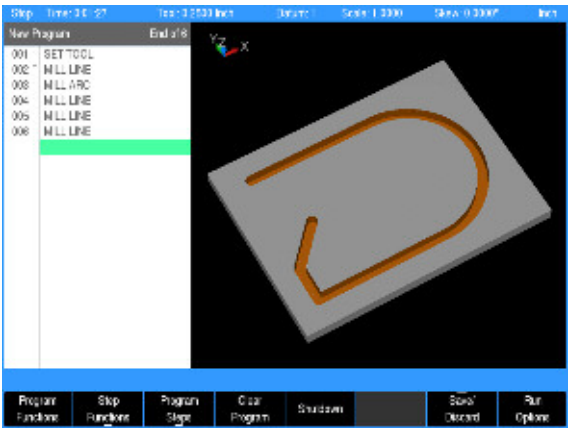 Stop Time: 0:01:27 Tool: 0.2500 Inch Datum: 1 Scale: 1.0000 Skew: 0.0000° Inch
New Program End of 6
001 SET TOOL
002 MILL LINE
003 MILL ARC
004 MILL LINE
005 MILL LINE
006 MILL LINE
Y Z X
Program Functions
Step Functions
Program Steps
Clear Program
Shutdown
Save/ Discard
Run Options